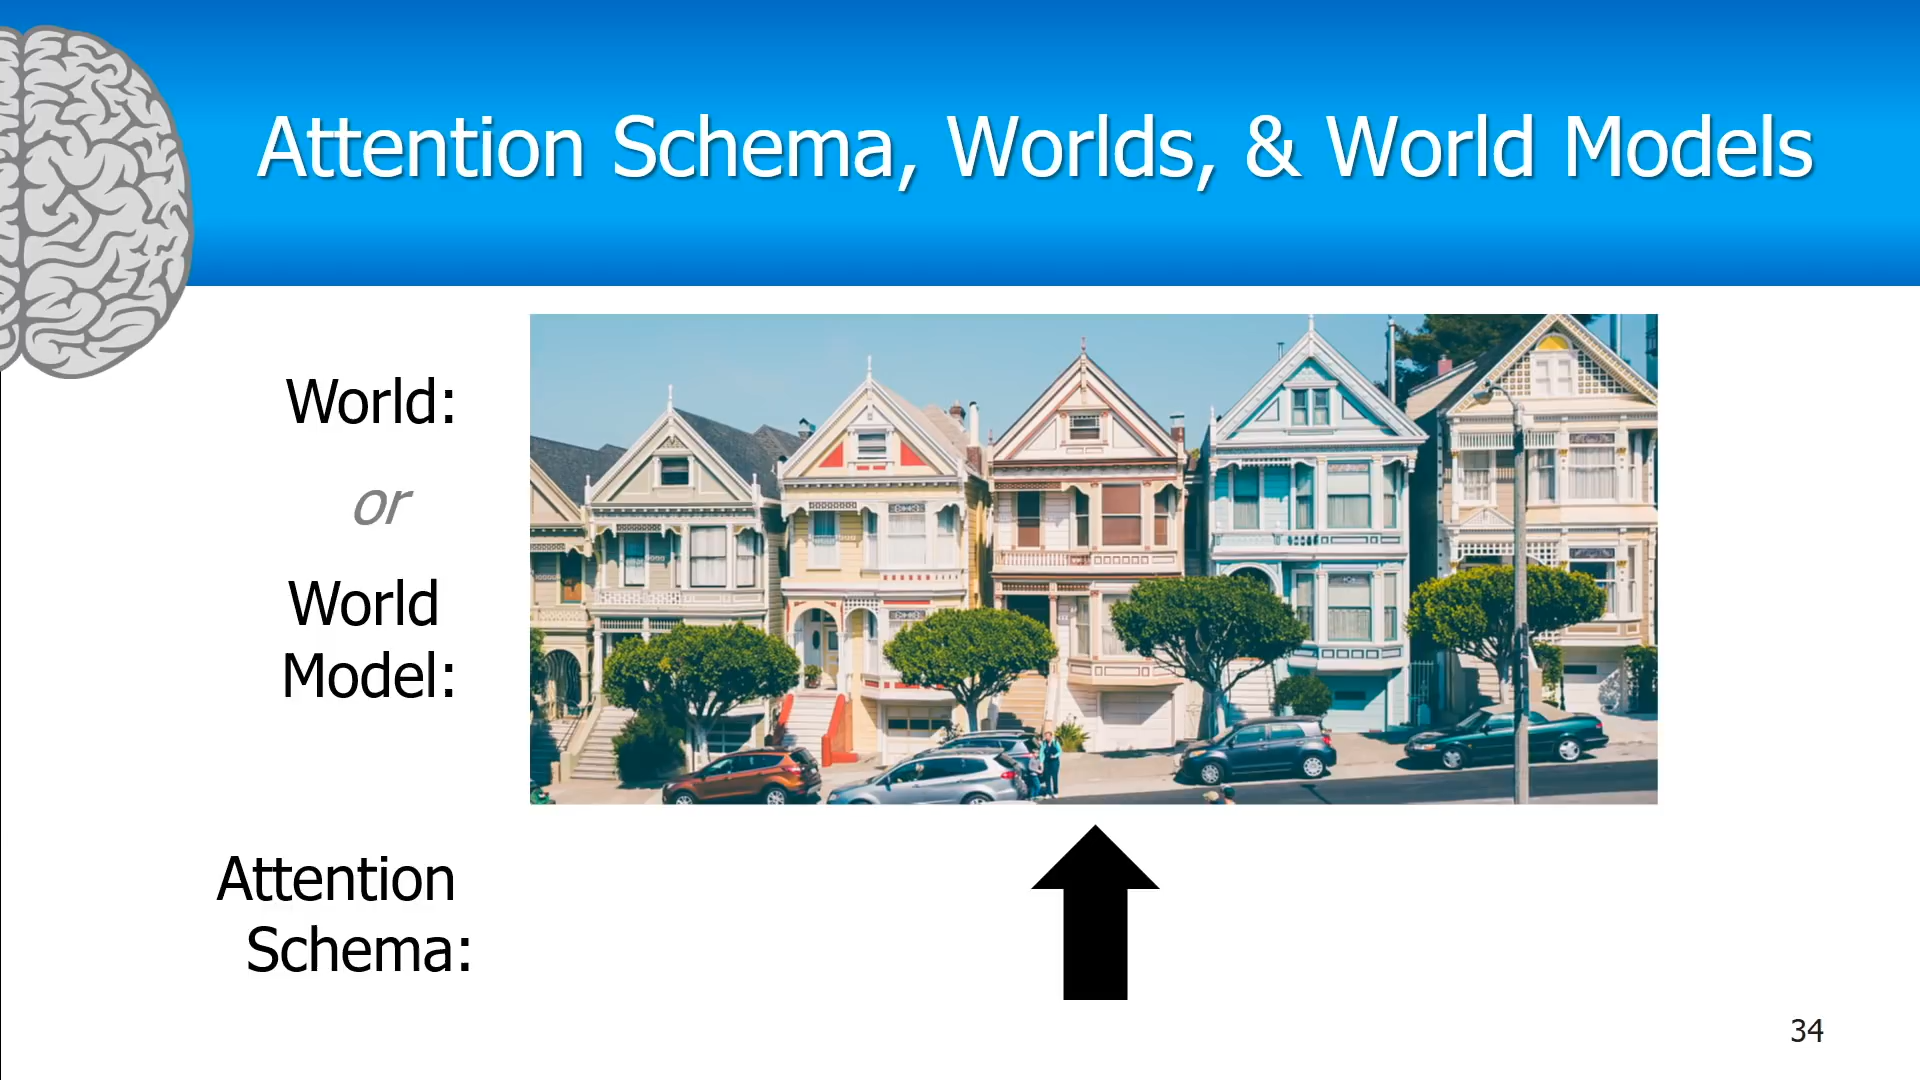 Attention Schema, Worlds, & World Models
World:
or
World
Model:
Attention
Schema:
34